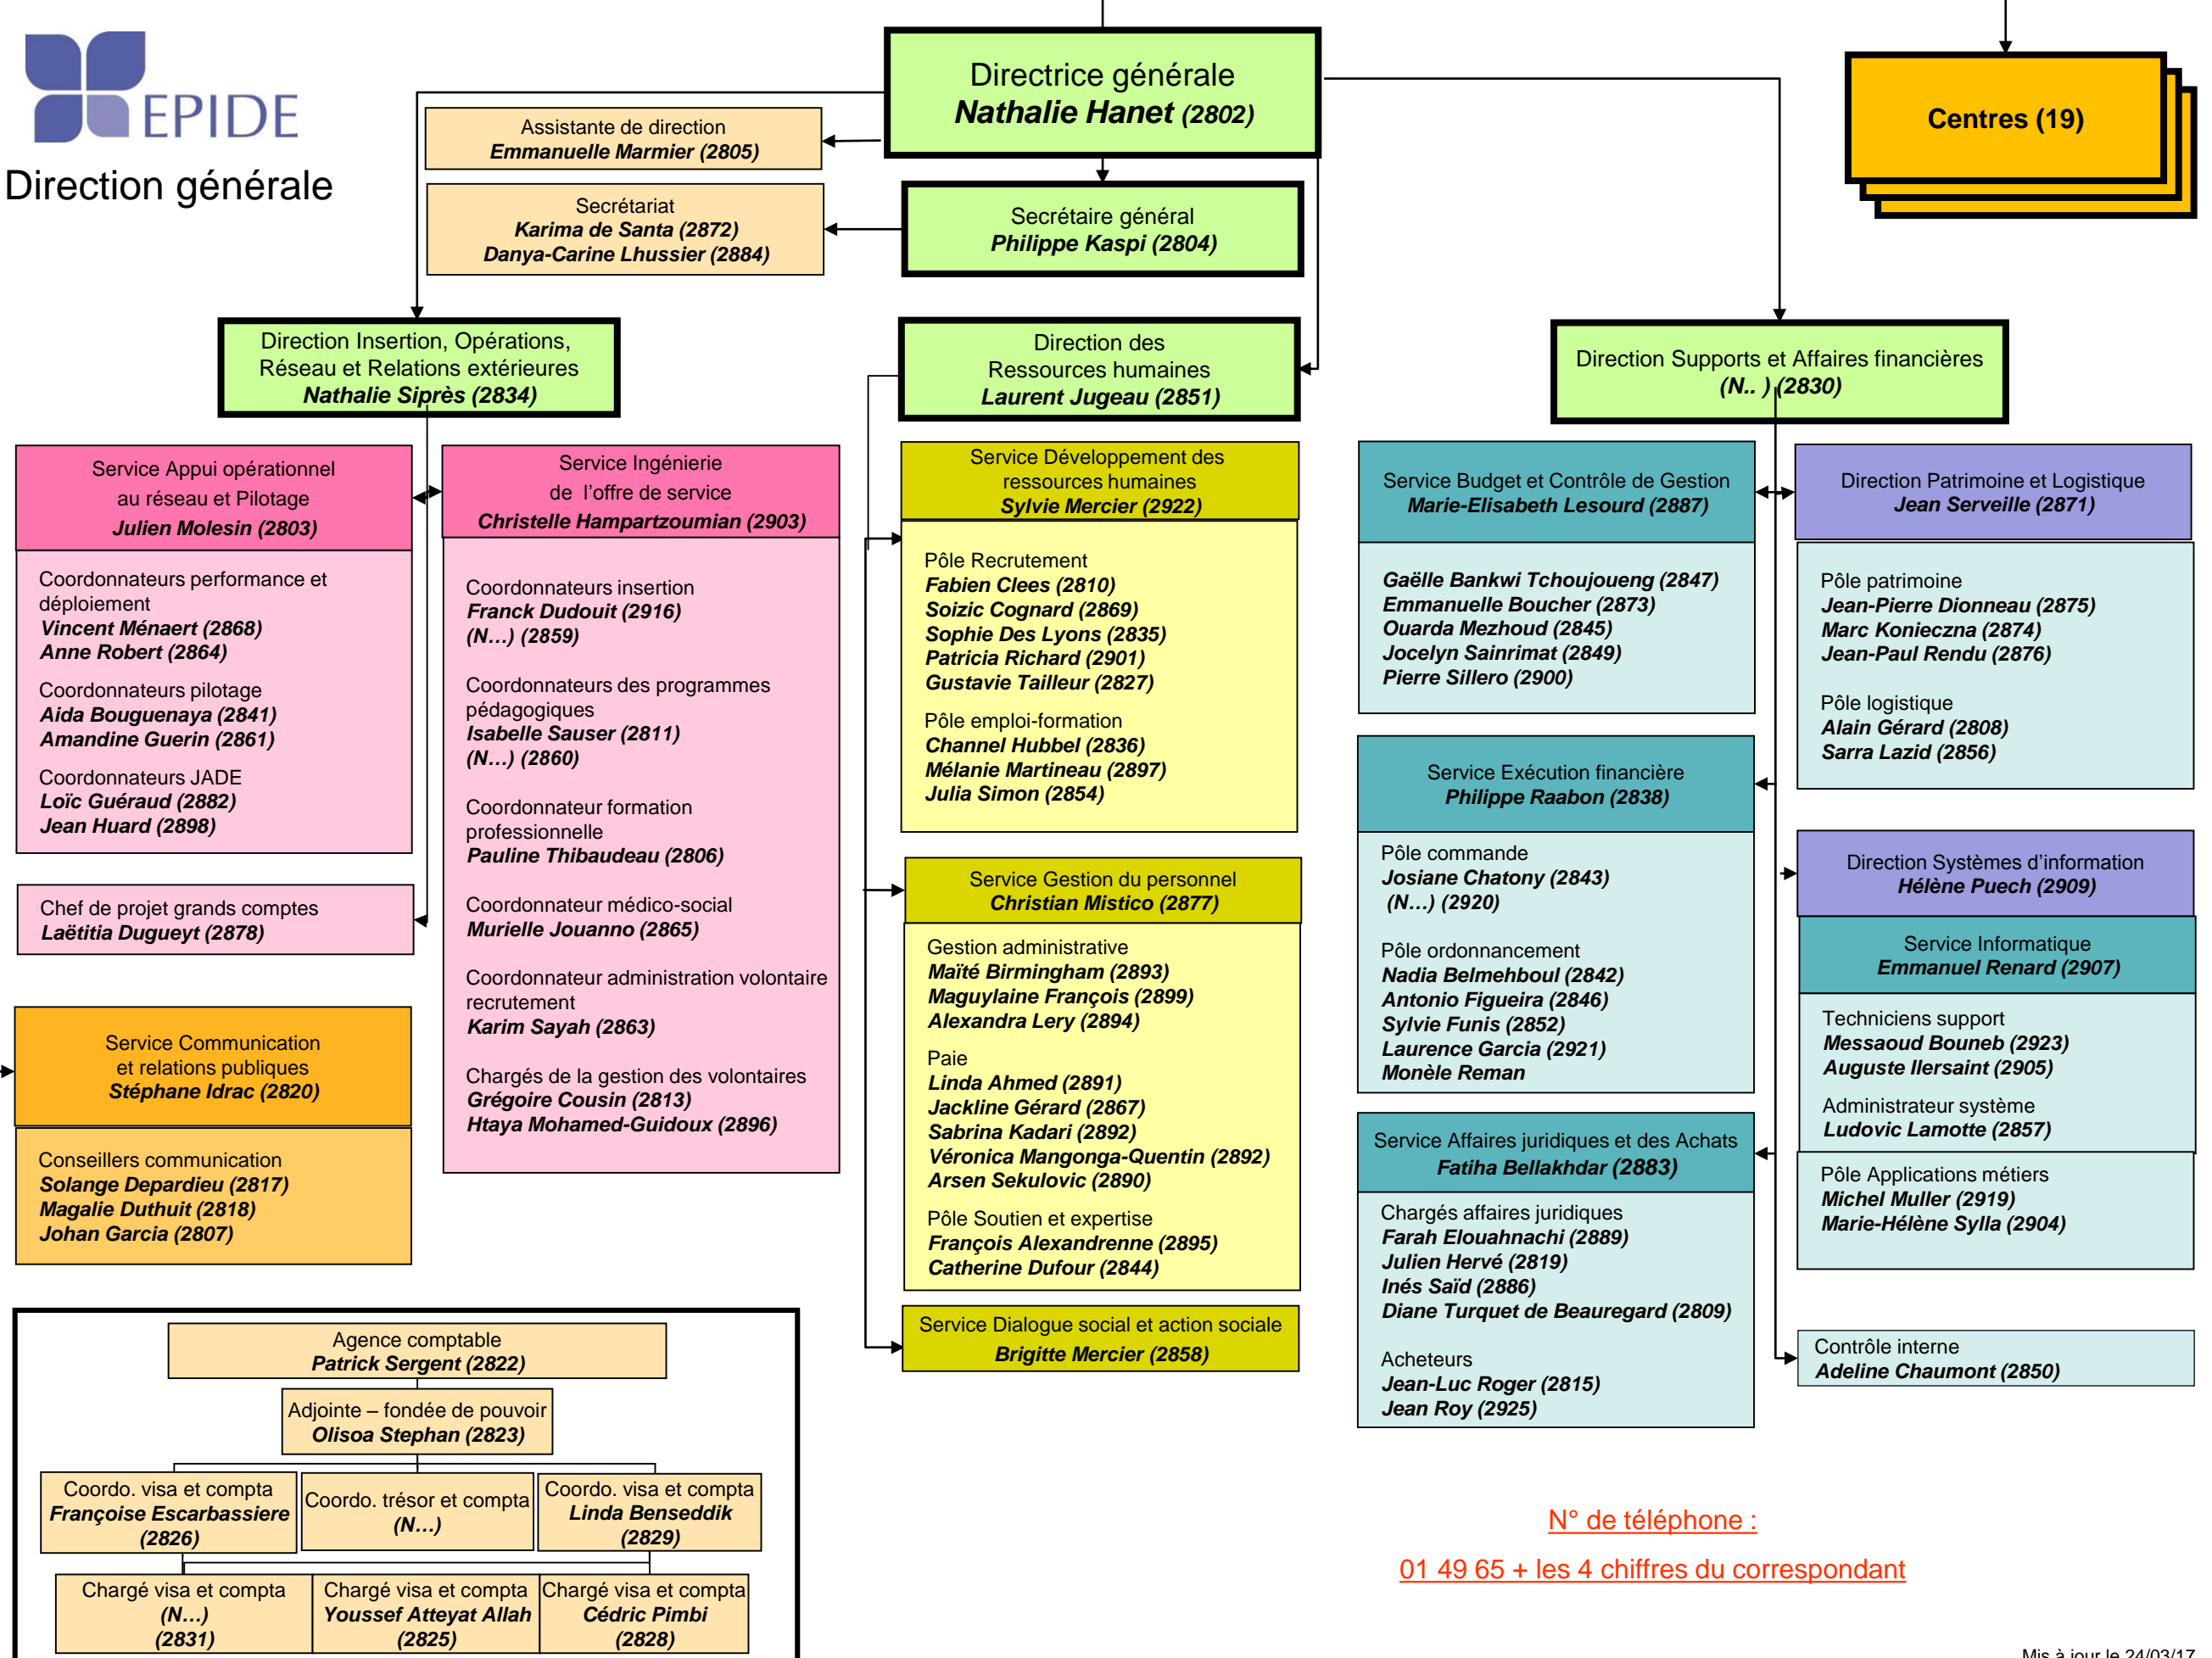 EPIDE
Direction générale
Directrice générale
Nathalie Hanet (2802)
Centres (19)
Assistante de direction
Emmanuelle Marmier (2805)
Secrétariat
Karima de Santa (2872)
Danya-Carine Lhussier (2884)
Secrétaire général
Philippe Kaspi (2804)
Direction Insertion, Opérations,
Réseau et Relations extérieures
Nathalie Siprès (2834)
Direction des
Ressources humaines
Laurent Jugeau (2851)
Direction Supports et Affaires financières
(N.. ) (2830)
Service Appui opérationnel
au réseau et Pilotage
Julien Molesin (2803)
Coordonnateurs performance et
déploiement
Vincent Ménaert (2868)
Anne Robert (2864)
Coordonnateurs pilotage
Aida Bouguenaya (2841)
Amandine Guerin (2861)
Coordonnateurs JADE
Loïc Guéraud (2882)
Jean Huard (2898)
Chef de projet grands comptes
Laëtitia Dugueyt (2878)
Service Communication
et relations publiques
Stéphane Idrac (2820)
Conseillers communication
Solange Depardieu (2817)
Magalie Duthuit (2818)
Johan Garcia (2807)
Service Ingénierie
de l'offre de service
Christelle Hampartzoumian (2903)
Coordonnateurs insertion
Franck Dudouit (2916)
(N…) (2859)
Coordonnateurs des programmes
pédagogiques
Isabelle Sauser (2811)
(N…) (2860)
Coordonnateur formation
professionnelle
Pauline Thibaudeau (2806)
Coordonnateur médico-social
Murielle Jouanno (2865)
Coordonnateur administration volontaire
recrutement
Karim Sayah (2863)
Chargés de la gestion des volontaires
Grégoire Cousin (2813)
Htaya Mohamed-Guidoux (2896)
Service Développement des
ressources humaines
Sylvie Mercier (2922)
Pôle Recrutement
Fabien Clees (2810)
Soizic Cognard (2869)
Sophie Des Lyons (2835)
Patricia Richard (2901)
Gustavie Tailleur (2827)
Pôle emploi-formation
Channel Hubbel (2836)
Mélanie Martineau (2897)
Julia Simon (2854)
Service Gestion du personnel
Christian Mistico (2877)
Gestion administrative
Maïté Birmingham (2893)
Maguylaine François (2899)
Alexandra Lery (2894)
Paie
Linda Ahmed (2891)
Jackline Gérard (2867)
Sabrina Kadari (2892)
Véronica Mangonga-Quentin (2892)
Arsen Sekulovic (2890)
Pôle Soutien et expertise
François Alexandrenne (2895)
Catherine Dufour (2844)
Service Dialogue social et action sociale
Brigitte Mercier (2858)
Service Budget et Contrôle de Gestion
Marie-Elisabeth Lesourd (2887)
Gaëlle Bankwi Tchoujoueng (2847)
Emmanuelle Boucher (2873)
Ouarda Mezhoud (2845)
Jocelyn Sainrimat (2849)
Pierre Sillero (2900)
Service Exécution financière
Philippe Raabon (2838)
Pôle commande
Josiane Chatony (2843)
(N…) (2920)
Pôle ordonnancement
Nadia Belmehboul (2842)
Antonio Figueira (2846)
Sylvie Funis (2852)
Laurence Garcia (2921)
Monèle Reman
Service Affaires juridiques et des Achats
Fatiha Bellakhdar (2883)
Chargés affaires juridiques
Farah Elouahnachi (2889)
Julien Hervé (2819)
Inés Saïd (2886)
Diane Turquet de Beauregard (2809)
Acheteurs
Jean-Luc Roger (2815)
Jean Roy (2925)
Direction Patrimoine et Logistique
Jean Serveille (2871)
Pôle patrimoine
Jean-Pierre Dionneau (2875)
Marc Konieczna (2874)
Jean-Paul Rendu (2876)
Pôle logistique
Alain Gérard (2808)
Sarra Lazid (2856)
Direction Systèmes d'information
Hélène Puech (2909)
Service Informatique
Emmanuel Renard (2907)
Techniciens support
Messaoud Bouneb (2923)
Auguste Ilersaint (2905)
Administrateur système
Ludovic Lamotte (2857)
Pôle Applications métiers
Michel Muller (2919)
Marie-Hélène Sylla (2904)
Contrôle interne
Adeline Chaumont (2850)
Agence comptable
Patrick Sergent (2822)
Adjointe – fondée de pouvoir
Olisoa Stephan (2823)
Coordo. visa et compta
Françoise Escarbassiere
(2826)
Coordo. trésor et compta
(N…)
Coordo. visa et compta
Linda Benseddik
(2829)
Chargé visa et compta
(N…)
(2831)
Chargé visa et compta
Youssef Atteyat Allah
(2825)
Chargé visa et compta
Cédric Pimbi
(2828)
N° de téléphone :
01 49 65 + les 4 chiffres du correspondant
Mis à jour le 24/03/17